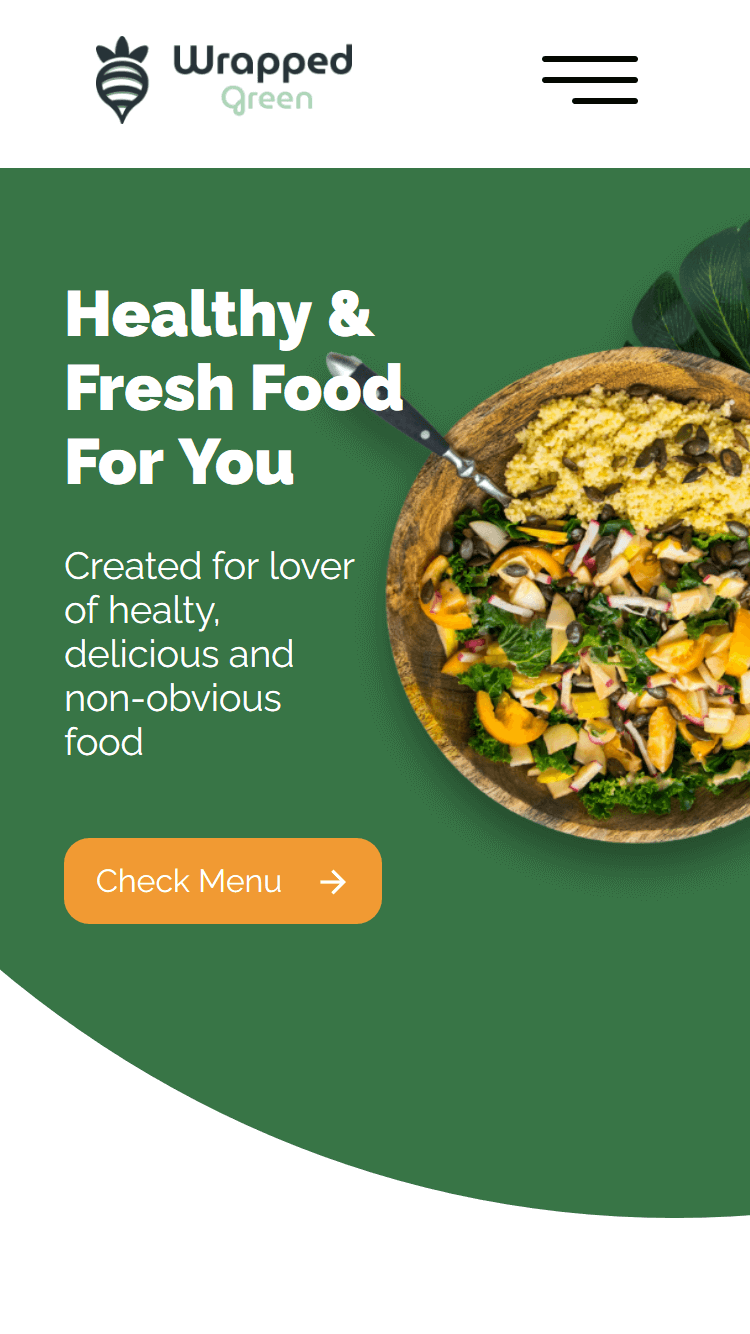 Wrapped
green
Healthy &
Fresh Food
For You
Created for lover
of healty,
delicious and
non-obvious
food
Check Menu